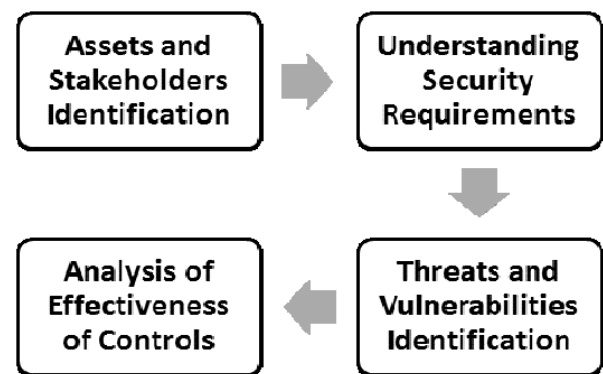 Assets and
Stakeholders
Identification
Understanding
Security
Requirements
Threats and
Vulnerabilities
Identification
Analysis of
Effectiveness
of Controls